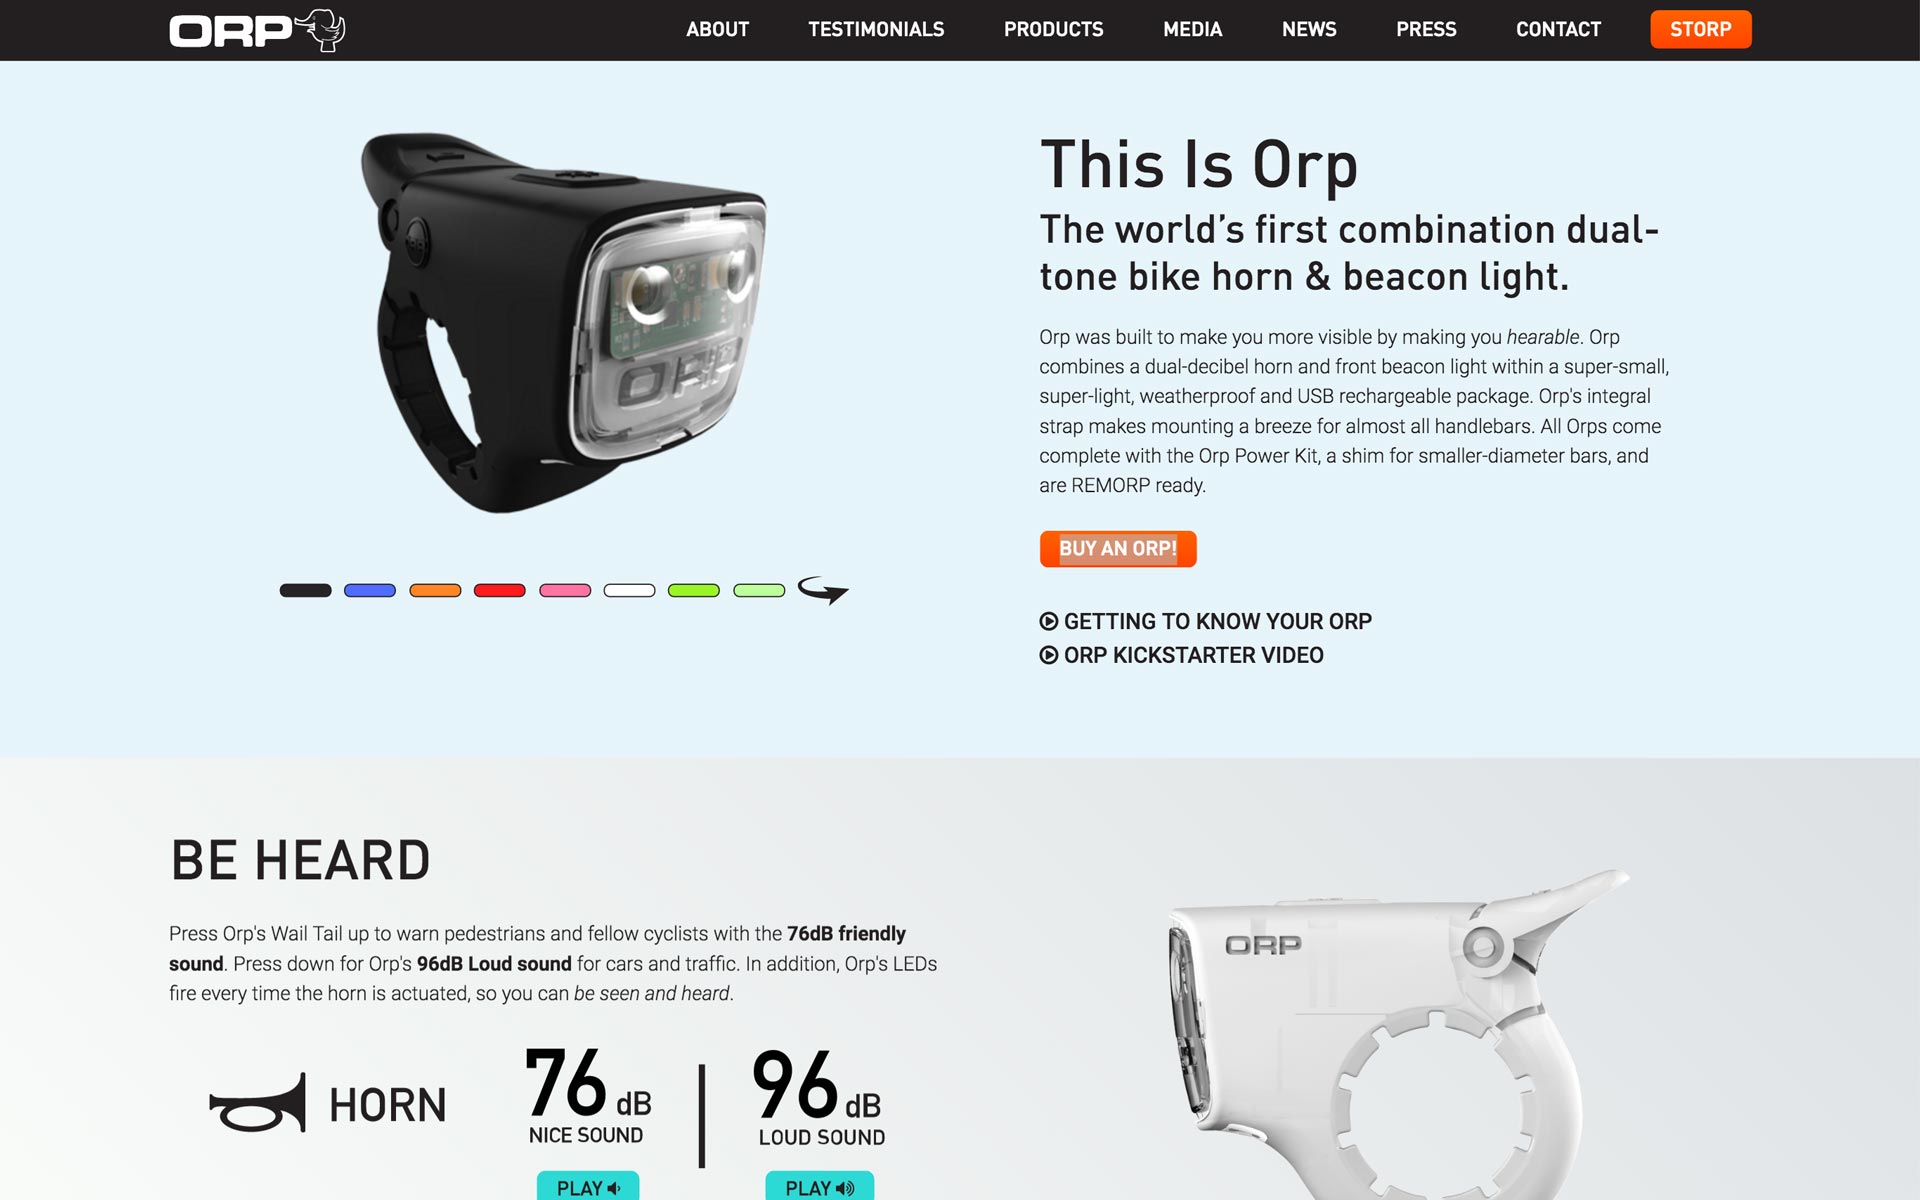 ORP
ABOUT
TESTIMONIALS
PRODUCTS
MEDIA
NEWS
PRESS
CONTACT
STORP
ORP
This Is Orp
The world’s first combination dual-
tone bike horn & beacon light.
Orp was built to make you more visible by making you hearable. Orp
combines a dual-decibel horn and front beacon light within a super-small,
super-light, weatherproof and USB rechargeable package. Orp's integral
strap makes mounting a breeze for almost all handlebars. All Orps come
complete with the Orp Power Kit, a shim for smaller-diameter bars, and
are REMORP ready.
BUY AN ORP!
GETTING TO KNOW YOUR ORP
ORP KICKSTARTER VIDEO
BE HEARD
Press Orp's Wail Tail up to warn pedestrians and fellow cyclists with the 76dB friendly
sound. Press down for Orp's 96dB Loud sound for cars and traffic. In addition, Orp's LEDs
fire every time the horn is actuated, so you can be seen and heard.
HORN
76 dB
NICE SOUND
PLAY
96 dB
LOUD SOUND
PLAY
ORP